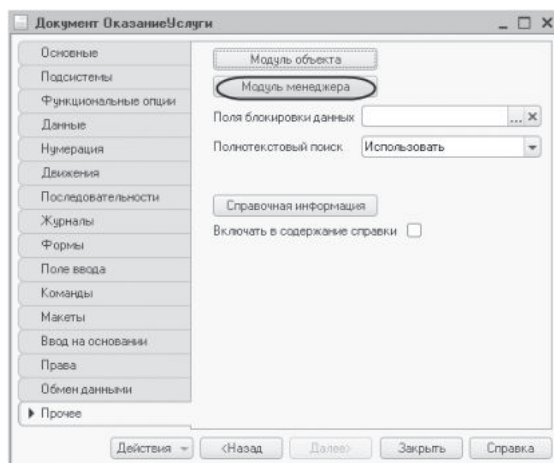 Документ ОказаниеУслуги
Основные
Подсистемы
Функциональные опции
Данные
Нумерация
Движения
Последовательности
Журналы
Формы
Поле ввода
Команды
Макеты
Ввод на основании
Права
Обмен данными
Прочее
Модуль объекта
Модуль менеджера
Поля блокировки данных
...
Полнотекстовый поиск Использовать
Справочная информация
Включать в содержание справки
Действия <Назад Далее> Закрыть Справка